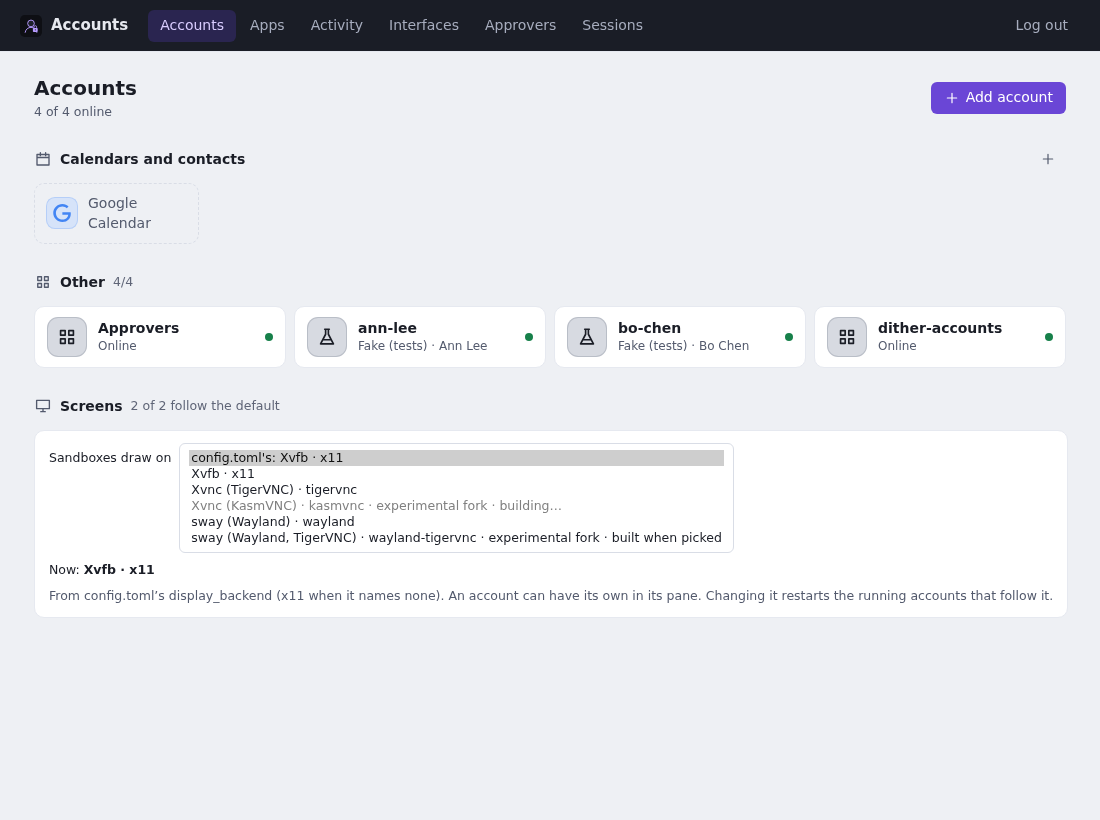 Accounts
Accounts Apps Activity Interfaces Approvers Sessions
Log out
Accounts
4 of 4 online
Add account
Calendars and contacts
Google
Calendar
Other 4/4
Approvers
Online
ann-lee
Fake (tests) · Ann Lee
bo-chen
Fake (tests) · Bo Chen
dither-accounts
Online
Screens 2 of 2 follow the default
Sandboxes draw on
config.toml's: Xvfb · x11
Xvfb · x11
Xvnc (TigerVNC) · tigervnc
Xvnc (KasmVNC) · kasmvnc · experimental fork · building…
sway (Wayland) · wayland
sway (Wayland, TigerVNC) · wayland-tigervnc · experimental fork · built when picked
Now: Xvfb · x11
From config.toml’s display_backend (x11 when it names none). An account can have its own in its pane. Changing it restarts the running accounts that follow it.